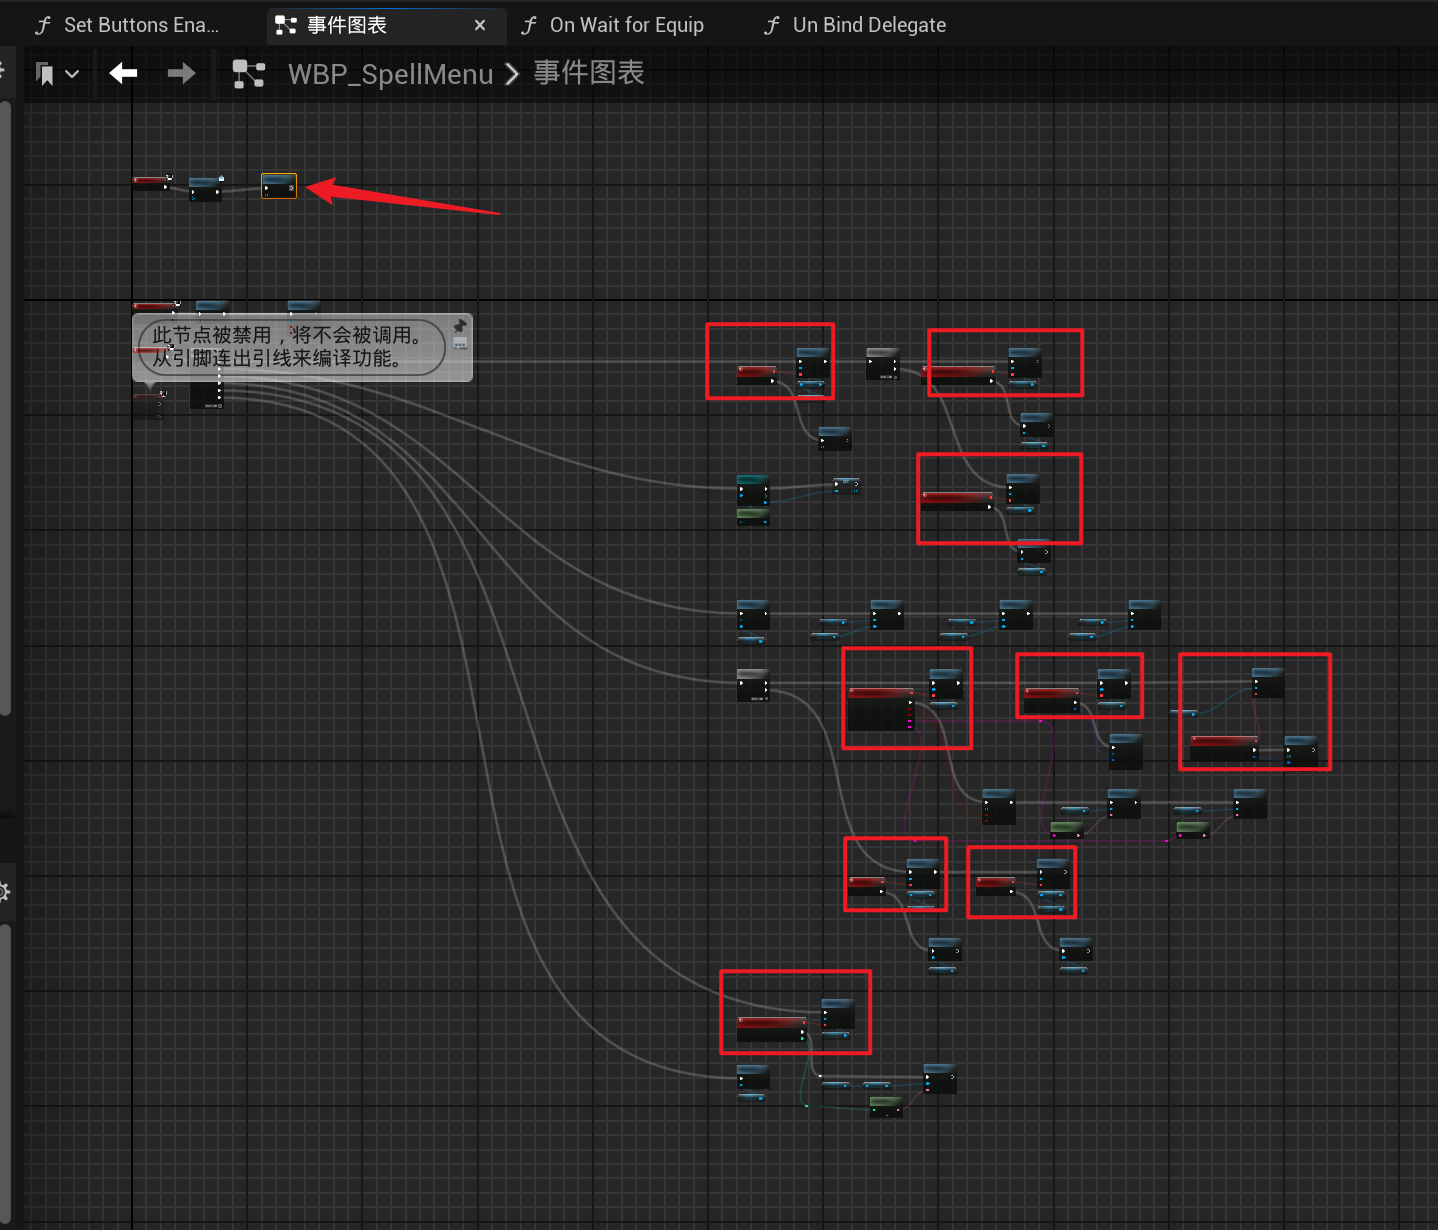 Set Buttons Ena...
事件图表
On Wait for Equip
Un Bind Delegate
WBP_SpellMenu
事件图表
此节点被禁用，将不会被调用。
从引脚连出引线来编译功能。